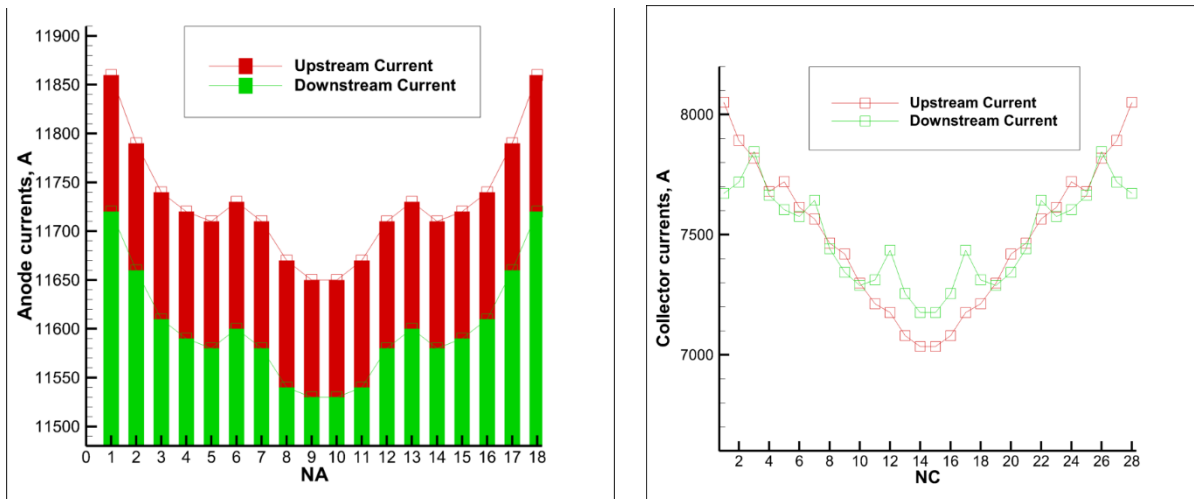 11900
11850
11800
11750
11700
11650
11600
11550
11500
Anode currents, A
Upstream Current
Downstream Current
0 1 2 3 4 5 6 7 8 9 10 11 12 13 14 15 16 17 18
NA
8000
7500
7000
Collector currents, A
Upstream Current
Downstream Current
2 4 6 8 10 12 14 16 18 20 22 24 26 28
NC